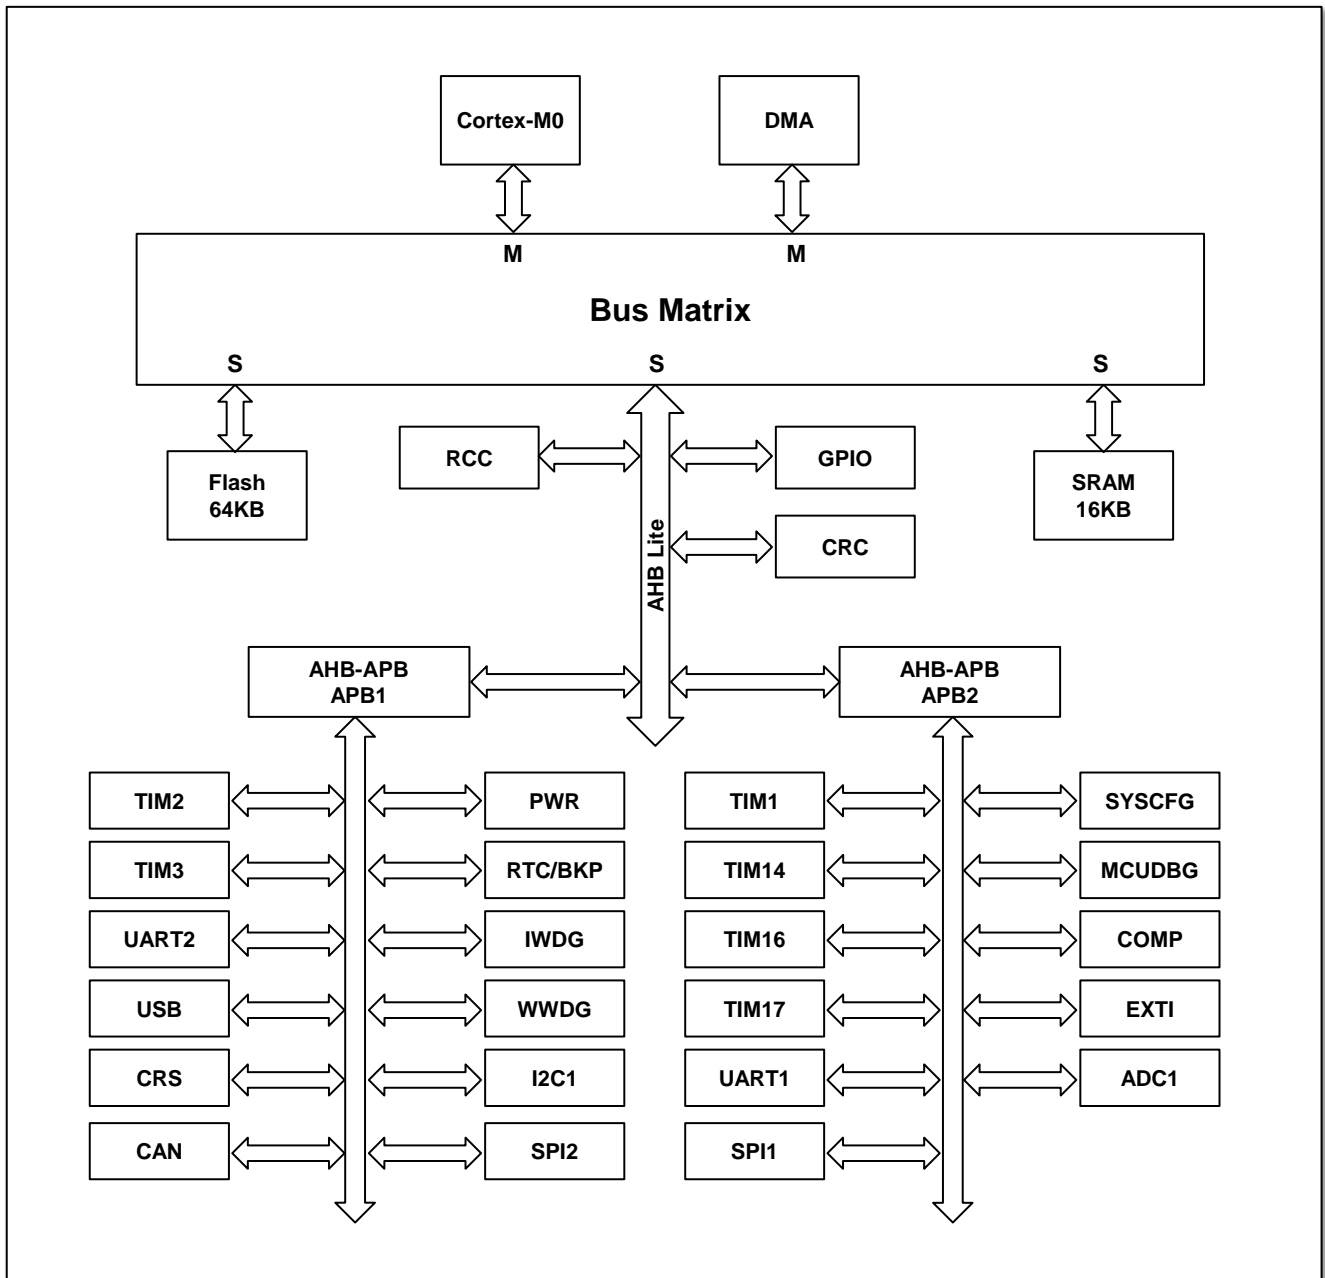 Cortex-M0
DMA
M
M
Bus Matrix
S
S
S
RCC
GPIO
Flash
64KB
SRAM
16KB
CRC
AHB Lite
AHB-APB
APB1
AHB-APB
APB2
TIM2
PWR
TIM1
SYSCFG
TIM3
RTC/BKP
TIM14
MCUDBG
UART2
IWDG
TIM16
COMP
USB
WWDG
TIM17
EXTI
CRS
I2C1
UART1
ADC1
CAN
SPI2
SPI1